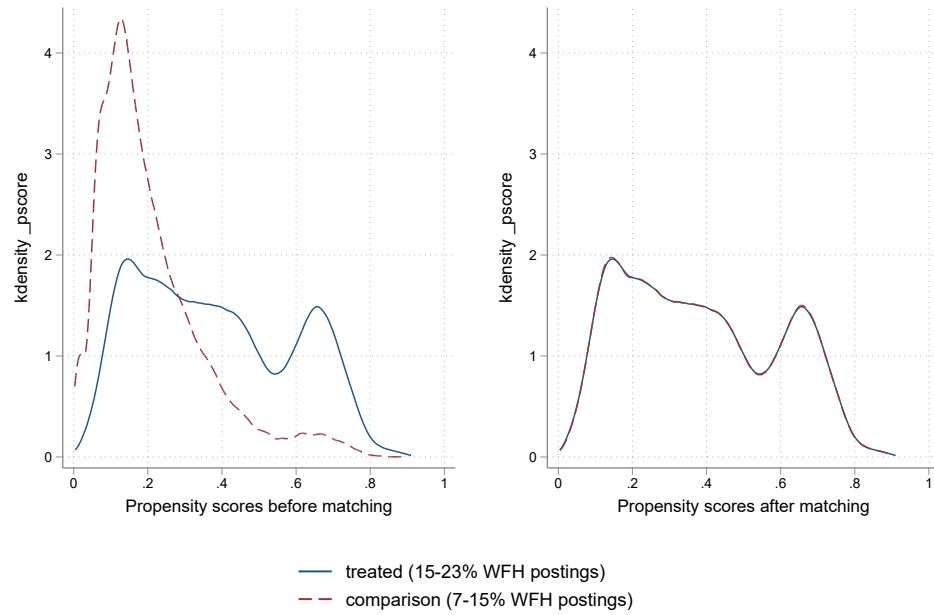 kdensity _pscore
4
3
2
1
0
0 .2 .4 .6 .8 1
Propensity scores before matching
kdensity _pscore
4
3
2
1
0
0 .2 .4 .6 .8 1
Propensity scores after matching
treated (15-23% WFH postings)
comparison (7-15% WFH postings)